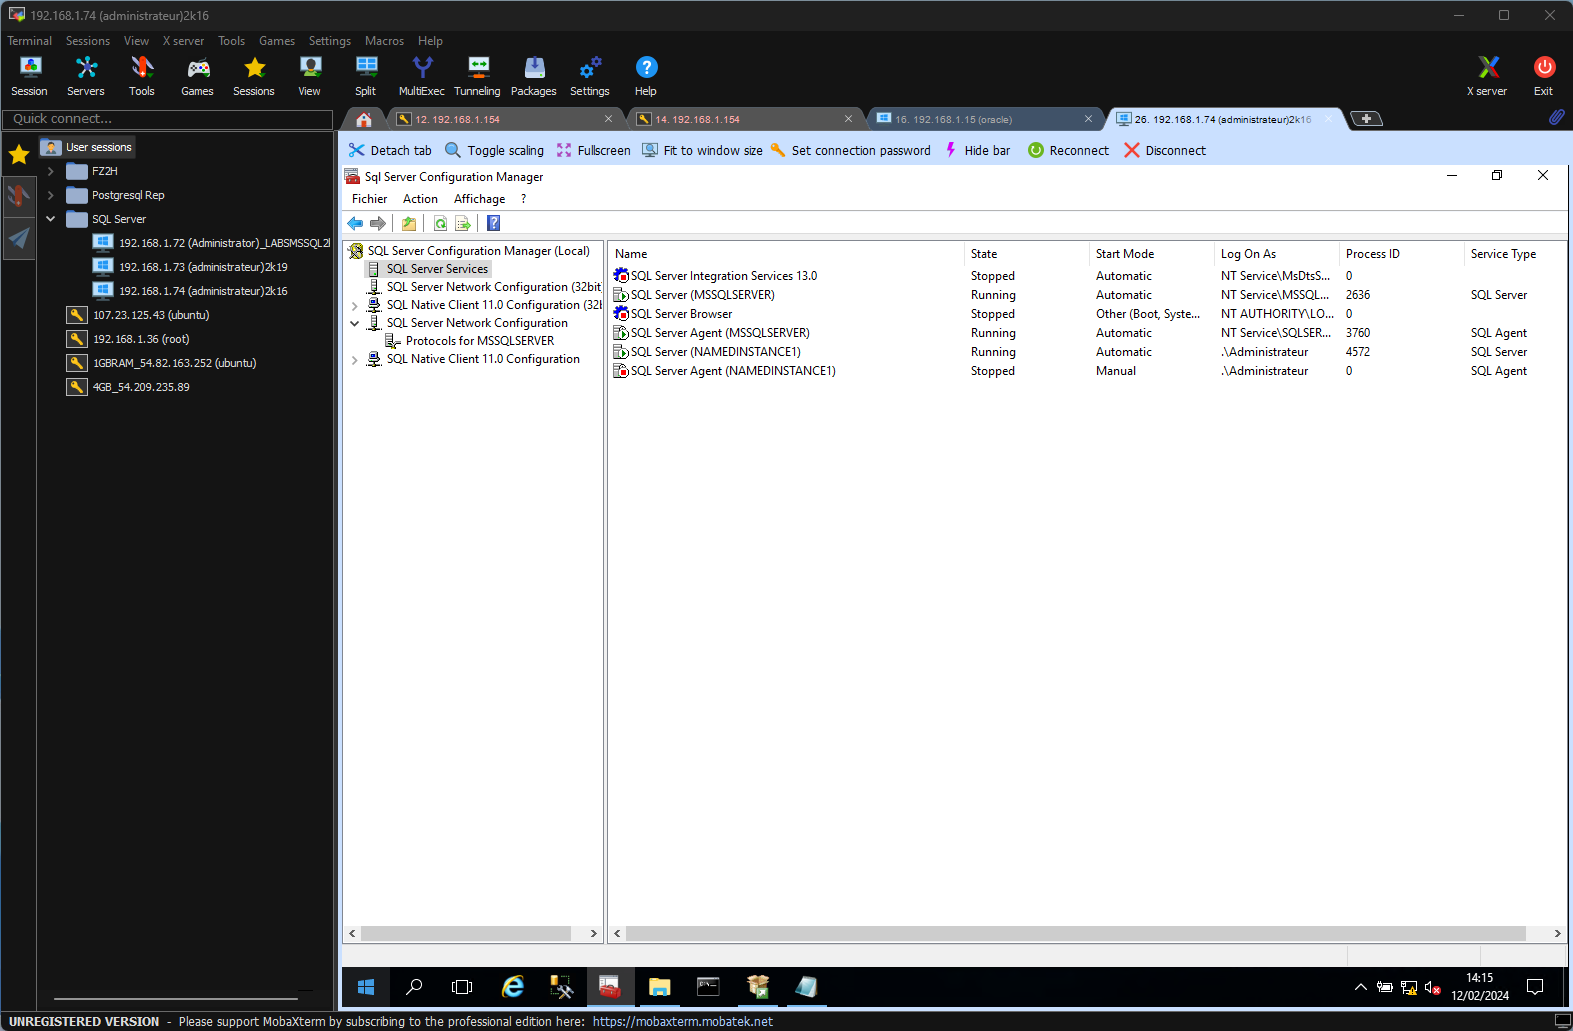 192.168.1.74 (administrateur)2k16
Terminal Sessions View X server Tools Games Settings Macros Help
Session Servers Tools Games Sessions View Split MultiExec Tunneling Packages Settings Help X server Exit
Quick connect...
12. 192.168.1.154
14. 192.168.1.154
16. 192.168.1.15 (oracle)
26. 192.168.1.74 (administrateur)2k16
Detach tab Toggle scaling Fullscreen Fit to window size Set connection password Hide bar Reconnect Disconnect
User sessions
FZ2H
Postgresql Rep
SQL Server
192.168.1.72 (Administrator)_LABSMSSQL2
192.168.1.73 (administrateur)2k19
192.168.1.74 (administrateur)2k16
107.23.125.43 (ubuntu)
192.168.1.36 (root)
1GBRAM_54.82.163.252 (ubuntu)
4GB_54.209.235.89
Sql Server Configuration Manager
Fichier Action Affichage ?
SQL Server Configuration Manager (Local)
SQL Server Services
SQL Server Network Configuration (32bit
SQL Native Client 11.0 Configuration (32b
SQL Server Network Configuration
Protocols for MSSQLSERVER
SQL Native Client 11.0 Configuration
Name State Start Mode Log On As Process ID Service Type
SQL Server Integration Services 13.0 Stopped Automatic NT Service\MsDtsS... 0
SQL Server (MSSQLSERVER) Running Automatic NT Service\MSSQL... 2636 SQL Server
SQL Server Browser Stopped Other (Boot, Syste... NT AUTHORITY\LO... 0
SQL Server Agent (MSSQLSERVER) Running Automatic NT Service\SQLSER... 3760 SQL Agent
SQL Server (NAMEDINSTANCE1) Running Automatic .\Administrateur 4572 SQL Server
SQL Server Agent (NAMEDINSTANCE1) Stopped Manual .\Administrateur 0 SQL Agent
14:15
12/02/2024
UNREGISTERED VERSION - Please support MobaXterm by subscribing to the professional edition here: https://mobaxterm.mobatek.net